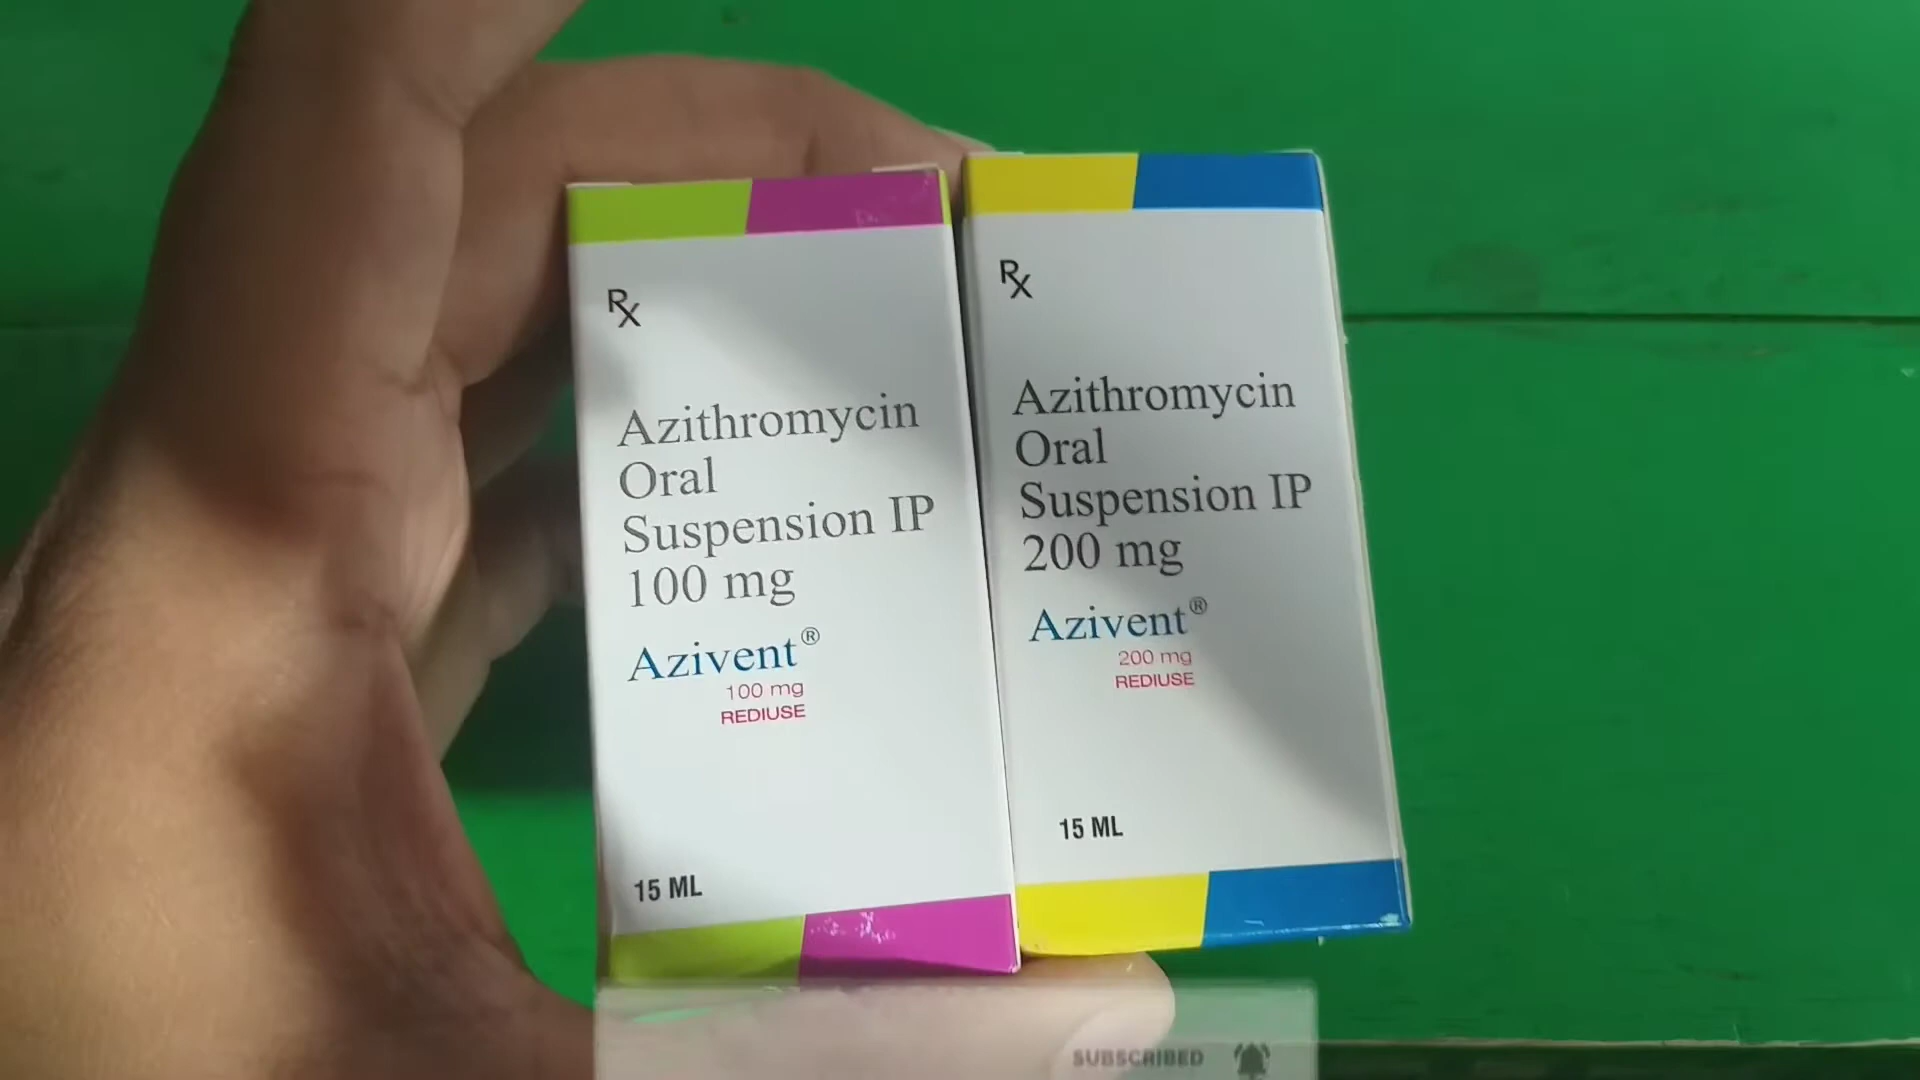 Rx
Azithromycin
Oral
Suspension IP
100 mg
Azivent®
100 mg
REDIUSE
15 ML
Rx
Azithromycin
Oral
Suspension IP
200 mg
Azivent®
200 mg
REDIUSE
15 ML
SUBSCRIBED